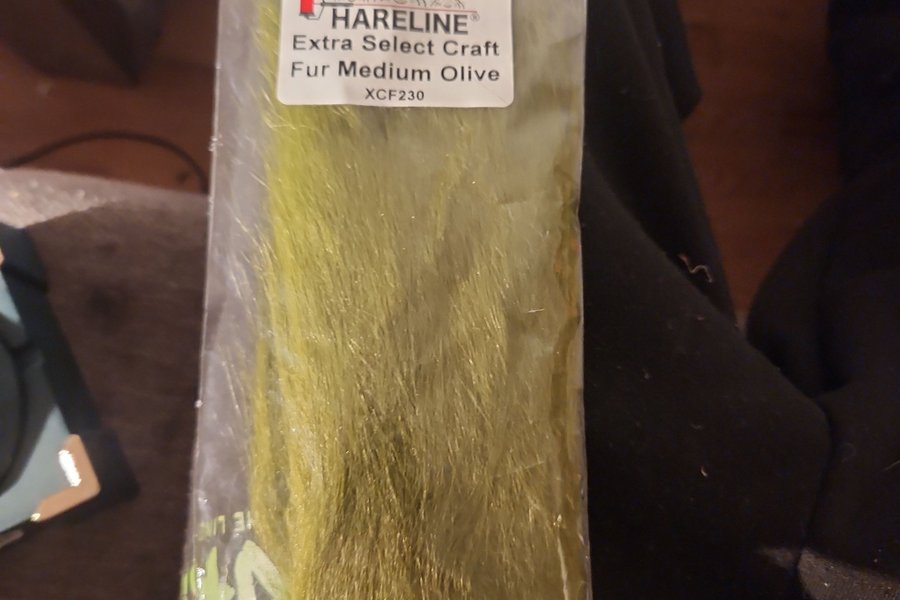 HARELINE®
Extra Select Craft
Fur Medium Olive
XCF230